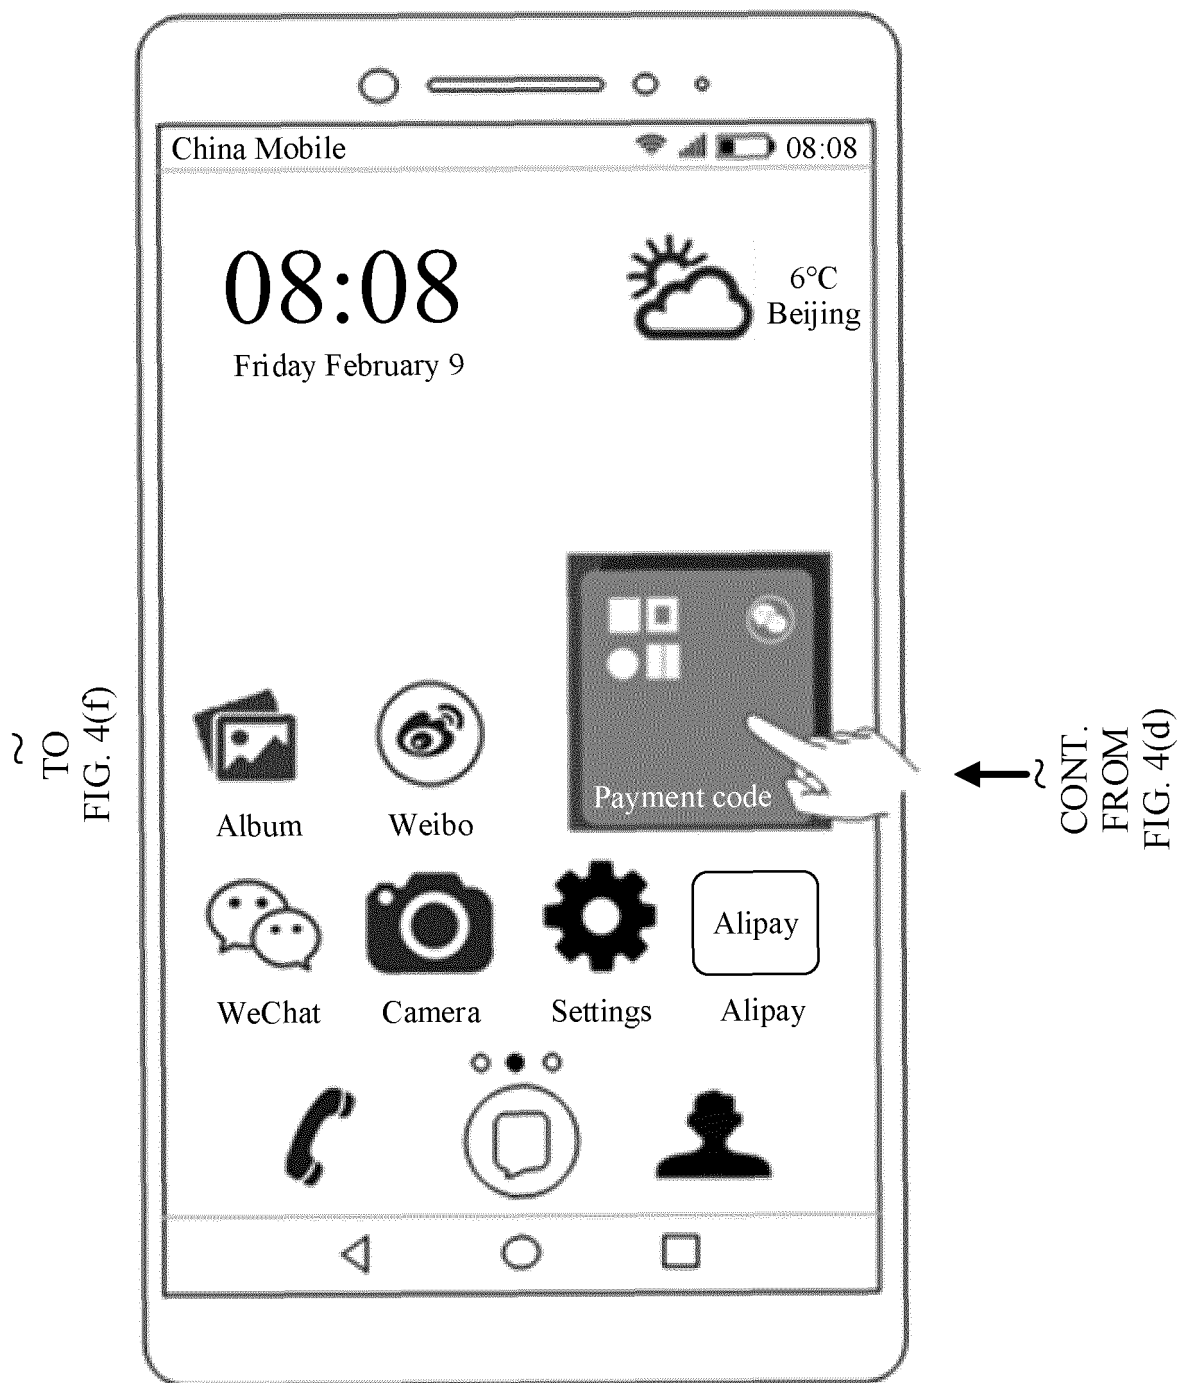 China Mobile 08:08
08:08
Friday February 9
6°C
Beijing
Payment code
Album
Weibo
Alipay
WeChat
Camera
Settings
Alipay
~
TO
FIG. 4(f)
~
CONT.
FROM
FIG. 4(d)